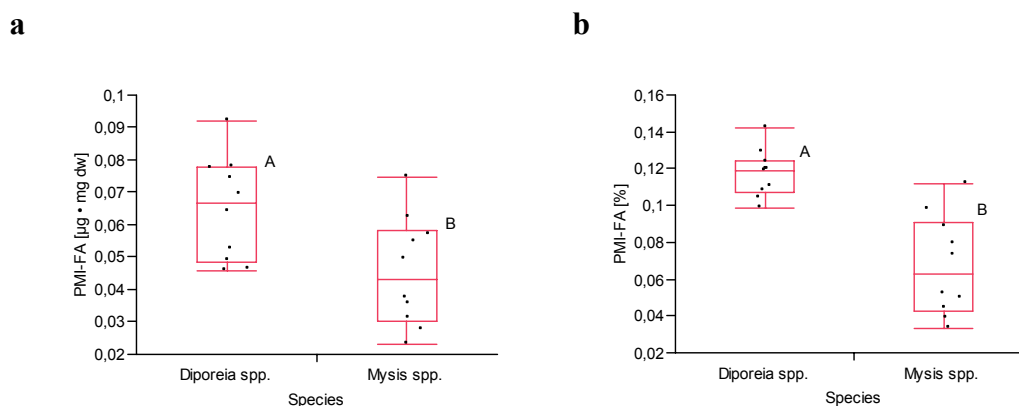 a
b
0,1
0,09
0,08
0,07
0,06
0,05
0,04
0,03
0,02
PMI-FA [µg • mg dw]
A
B
Diporeia spp.
Mysis spp.
Species
0,16
0,14
0,12
0,1
0,08
0,06
0,04
0,02
PMI-FA [%]
A
B
Diporeia spp.
Mysis spp.
Species